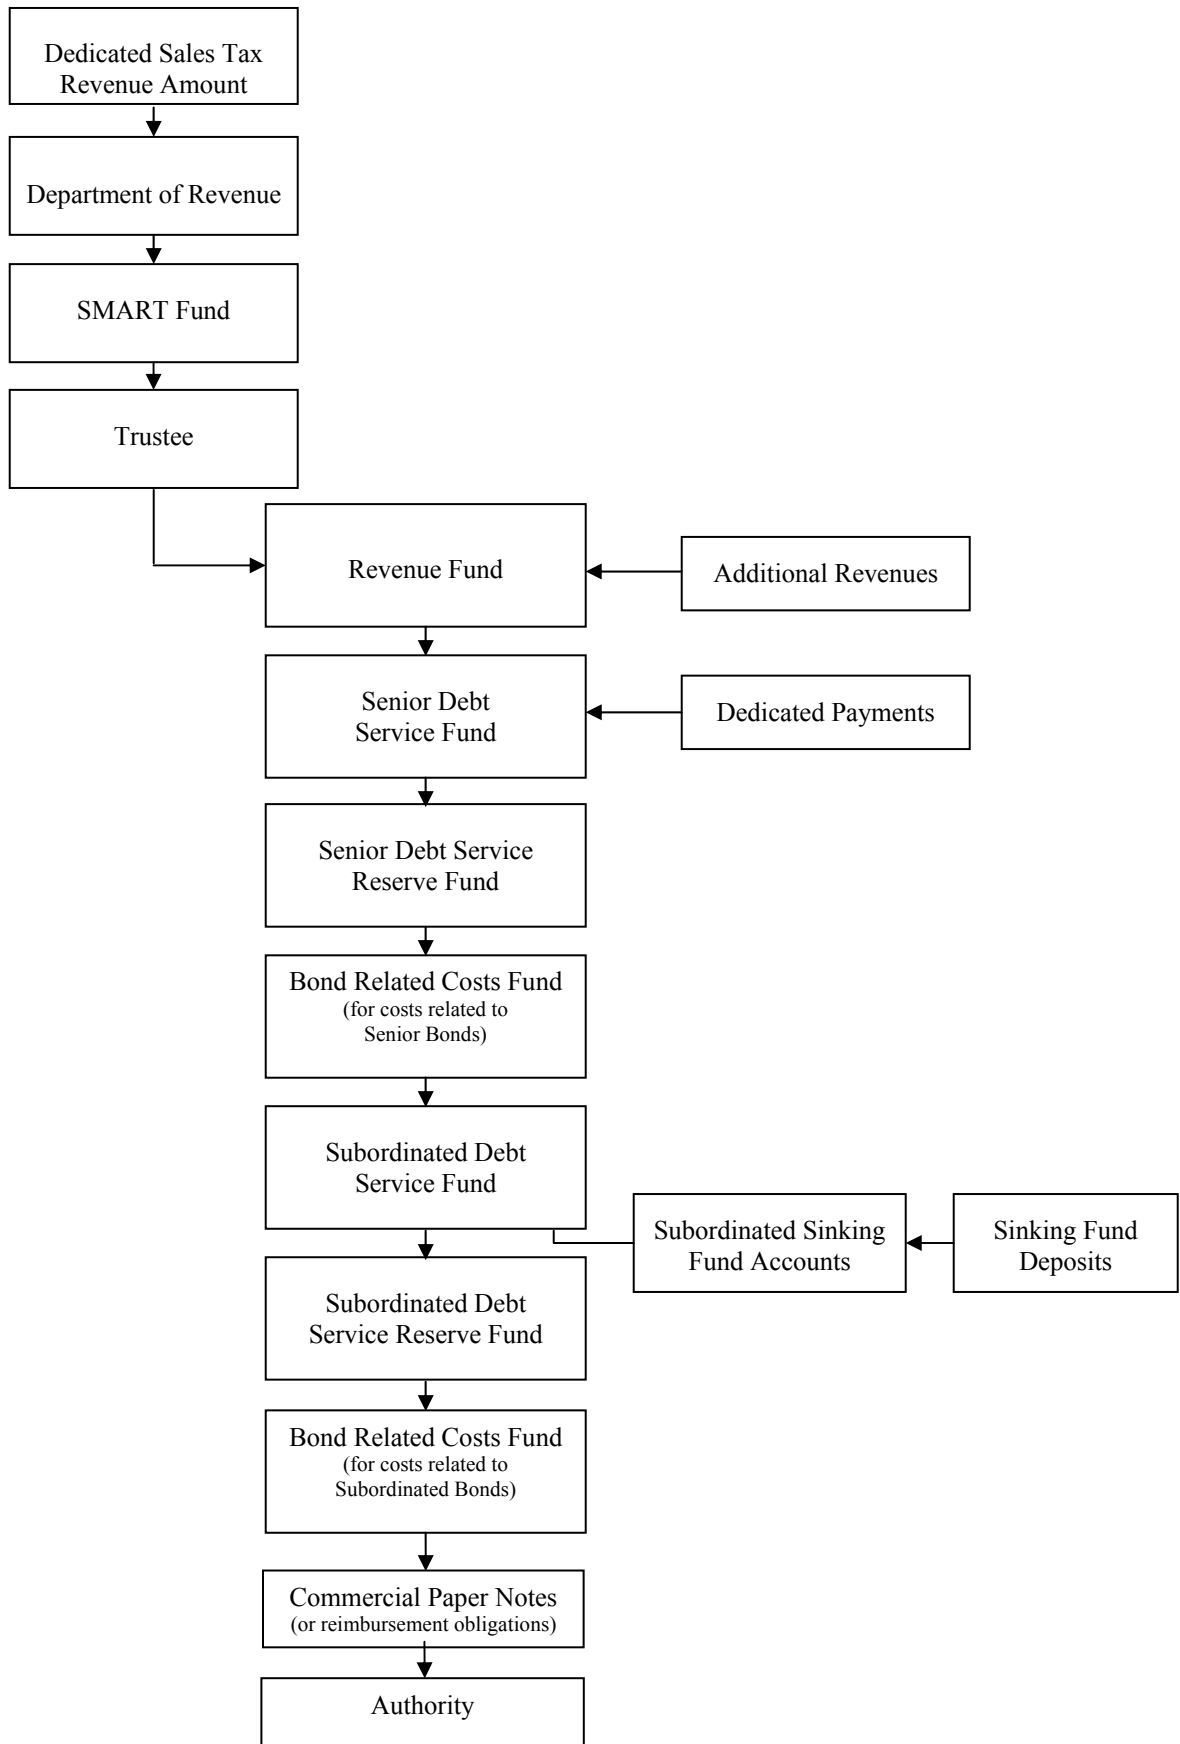 Dedicated Sales Tax
Revenue Amount
Department of Revenue
SMART Fund
Trustee
Revenue Fund
Additional Revenues
Senior Debt
Service Fund
Dedicated Payments
Senior Debt Service
Reserve Fund
Bond Related Costs Fund
(for costs related to
Senior Bonds)
Subordinated Debt
Service Fund
Subordinated Sinking
Fund Accounts
Sinking Fund
Deposits
Subordinated Debt
Service Reserve Fund
Bond Related Costs Fund
(for costs related to
Subordinated Bonds)
Commercial Paper Notes
(or reimbursement obligations)
Authority